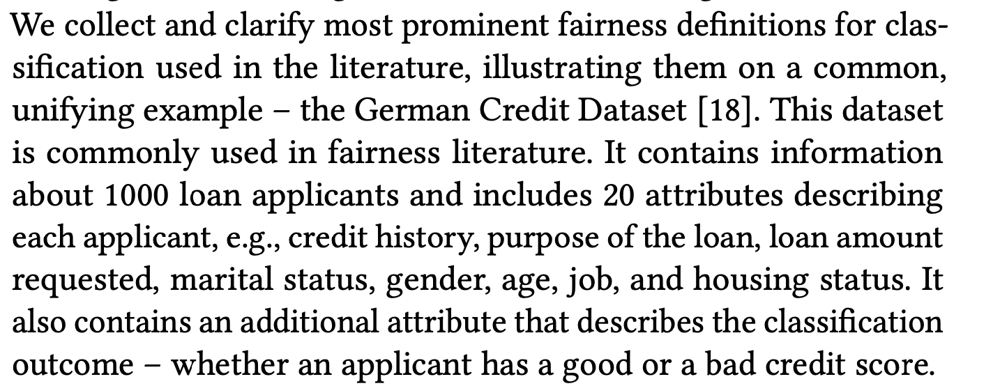 We collect and clarify most prominent fairness definitions for clas-
sification used in the literature, illustrating them on a common,
unifying example – the German Credit Dataset [18]. This dataset
is commonly used in fairness literature. It contains information
about 1000 loan applicants and includes 20 attributes describing
each applicant, e.g., credit history, purpose of the loan, loan amount
requested, marital status, gender, age, job, and housing status. It
also contains an additional attribute that describes the classification
outcome – whether an applicant has a good or a bad credit score.